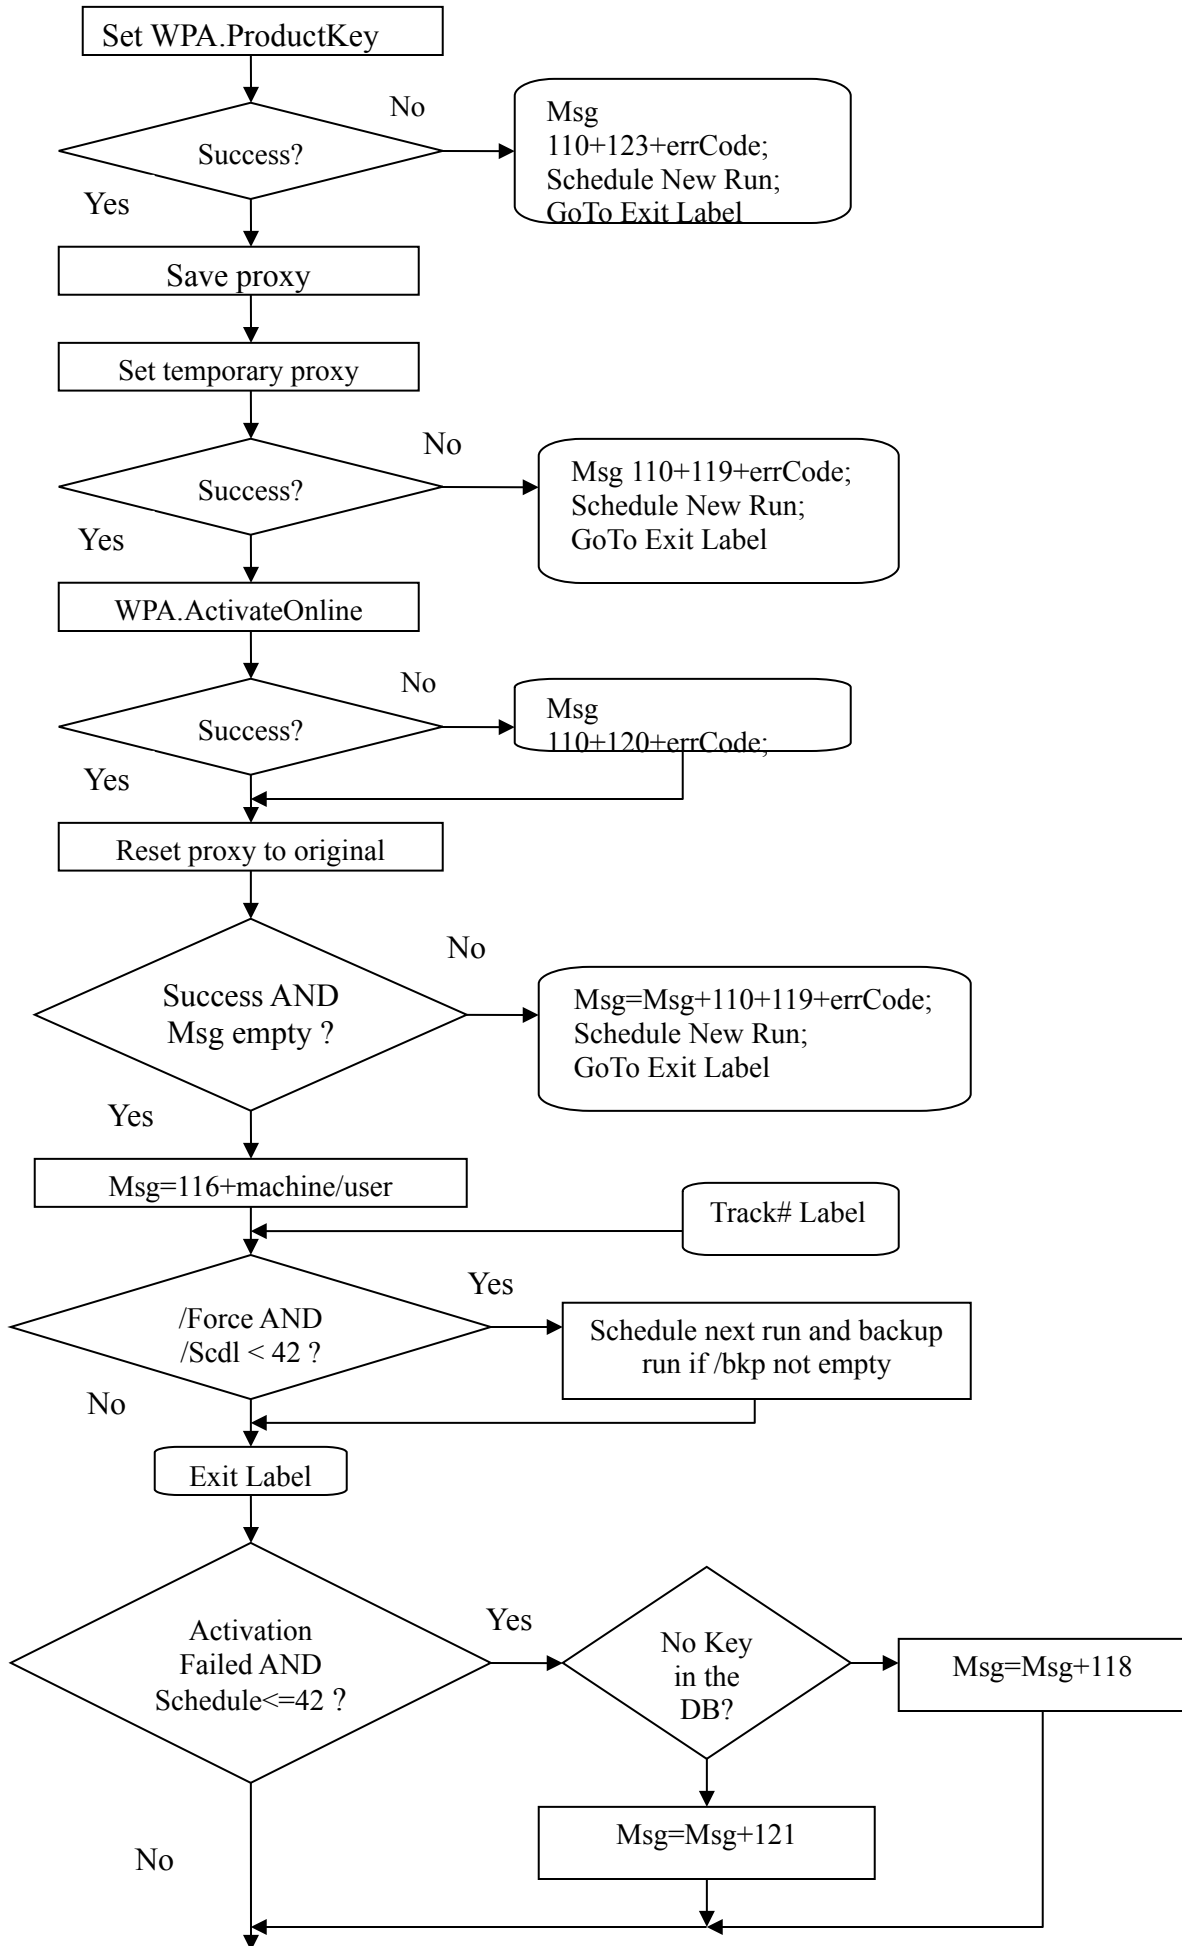 Set WPA.ProductKey
No
Msg
110+123+errCode;
Schedule New Run;
GoTo Exit Label
Success?
Yes
Save proxy
Set temporary proxy
No
Msg 110+119+errCode;
Schedule New Run;
GoTo Exit Label
Success?
Yes
WPA.ActivateOnline
No
Msg
110+120+errCode;
Success?
Yes
Reset proxy to original
No
Success AND
Msg empty ?
Msg=Msg+110+119+errCode;
Schedule New Run;
GoTo Exit Label
Yes
Msg=116+machine/user
Track# Label
Yes
/Force AND
/Scdl < 42 ?
Schedule next run and backup
run if /bkp not empty
No
Exit Label
Activation
Failed AND
Schedule<=42 ?
Yes
No Key
in the
DB?
Msg=Msg+118
Msg=Msg+121
No